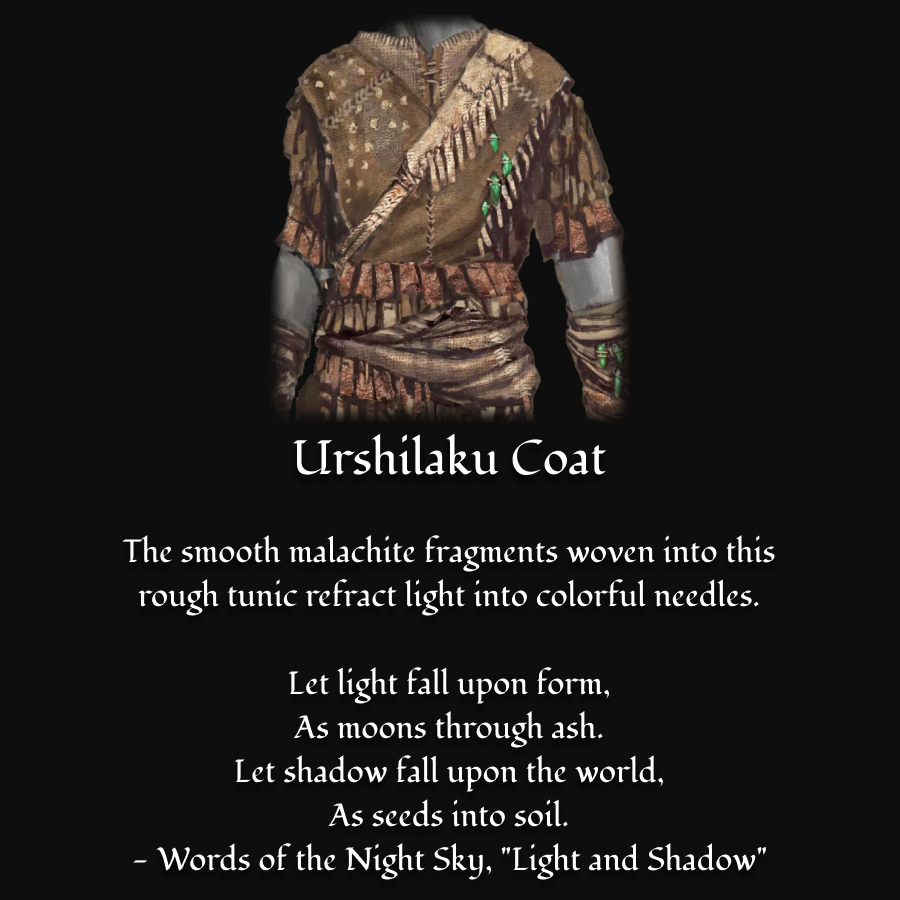 Urshilaku Coat
The smooth malachite fragments woven into this
rough tunic refract light into colorful needles.
Let light fall upon form,
As moons through ash.
Let shadow fall upon the world,
As seeds into soil.
- Words of the Night Sky, "Light and Shadow"